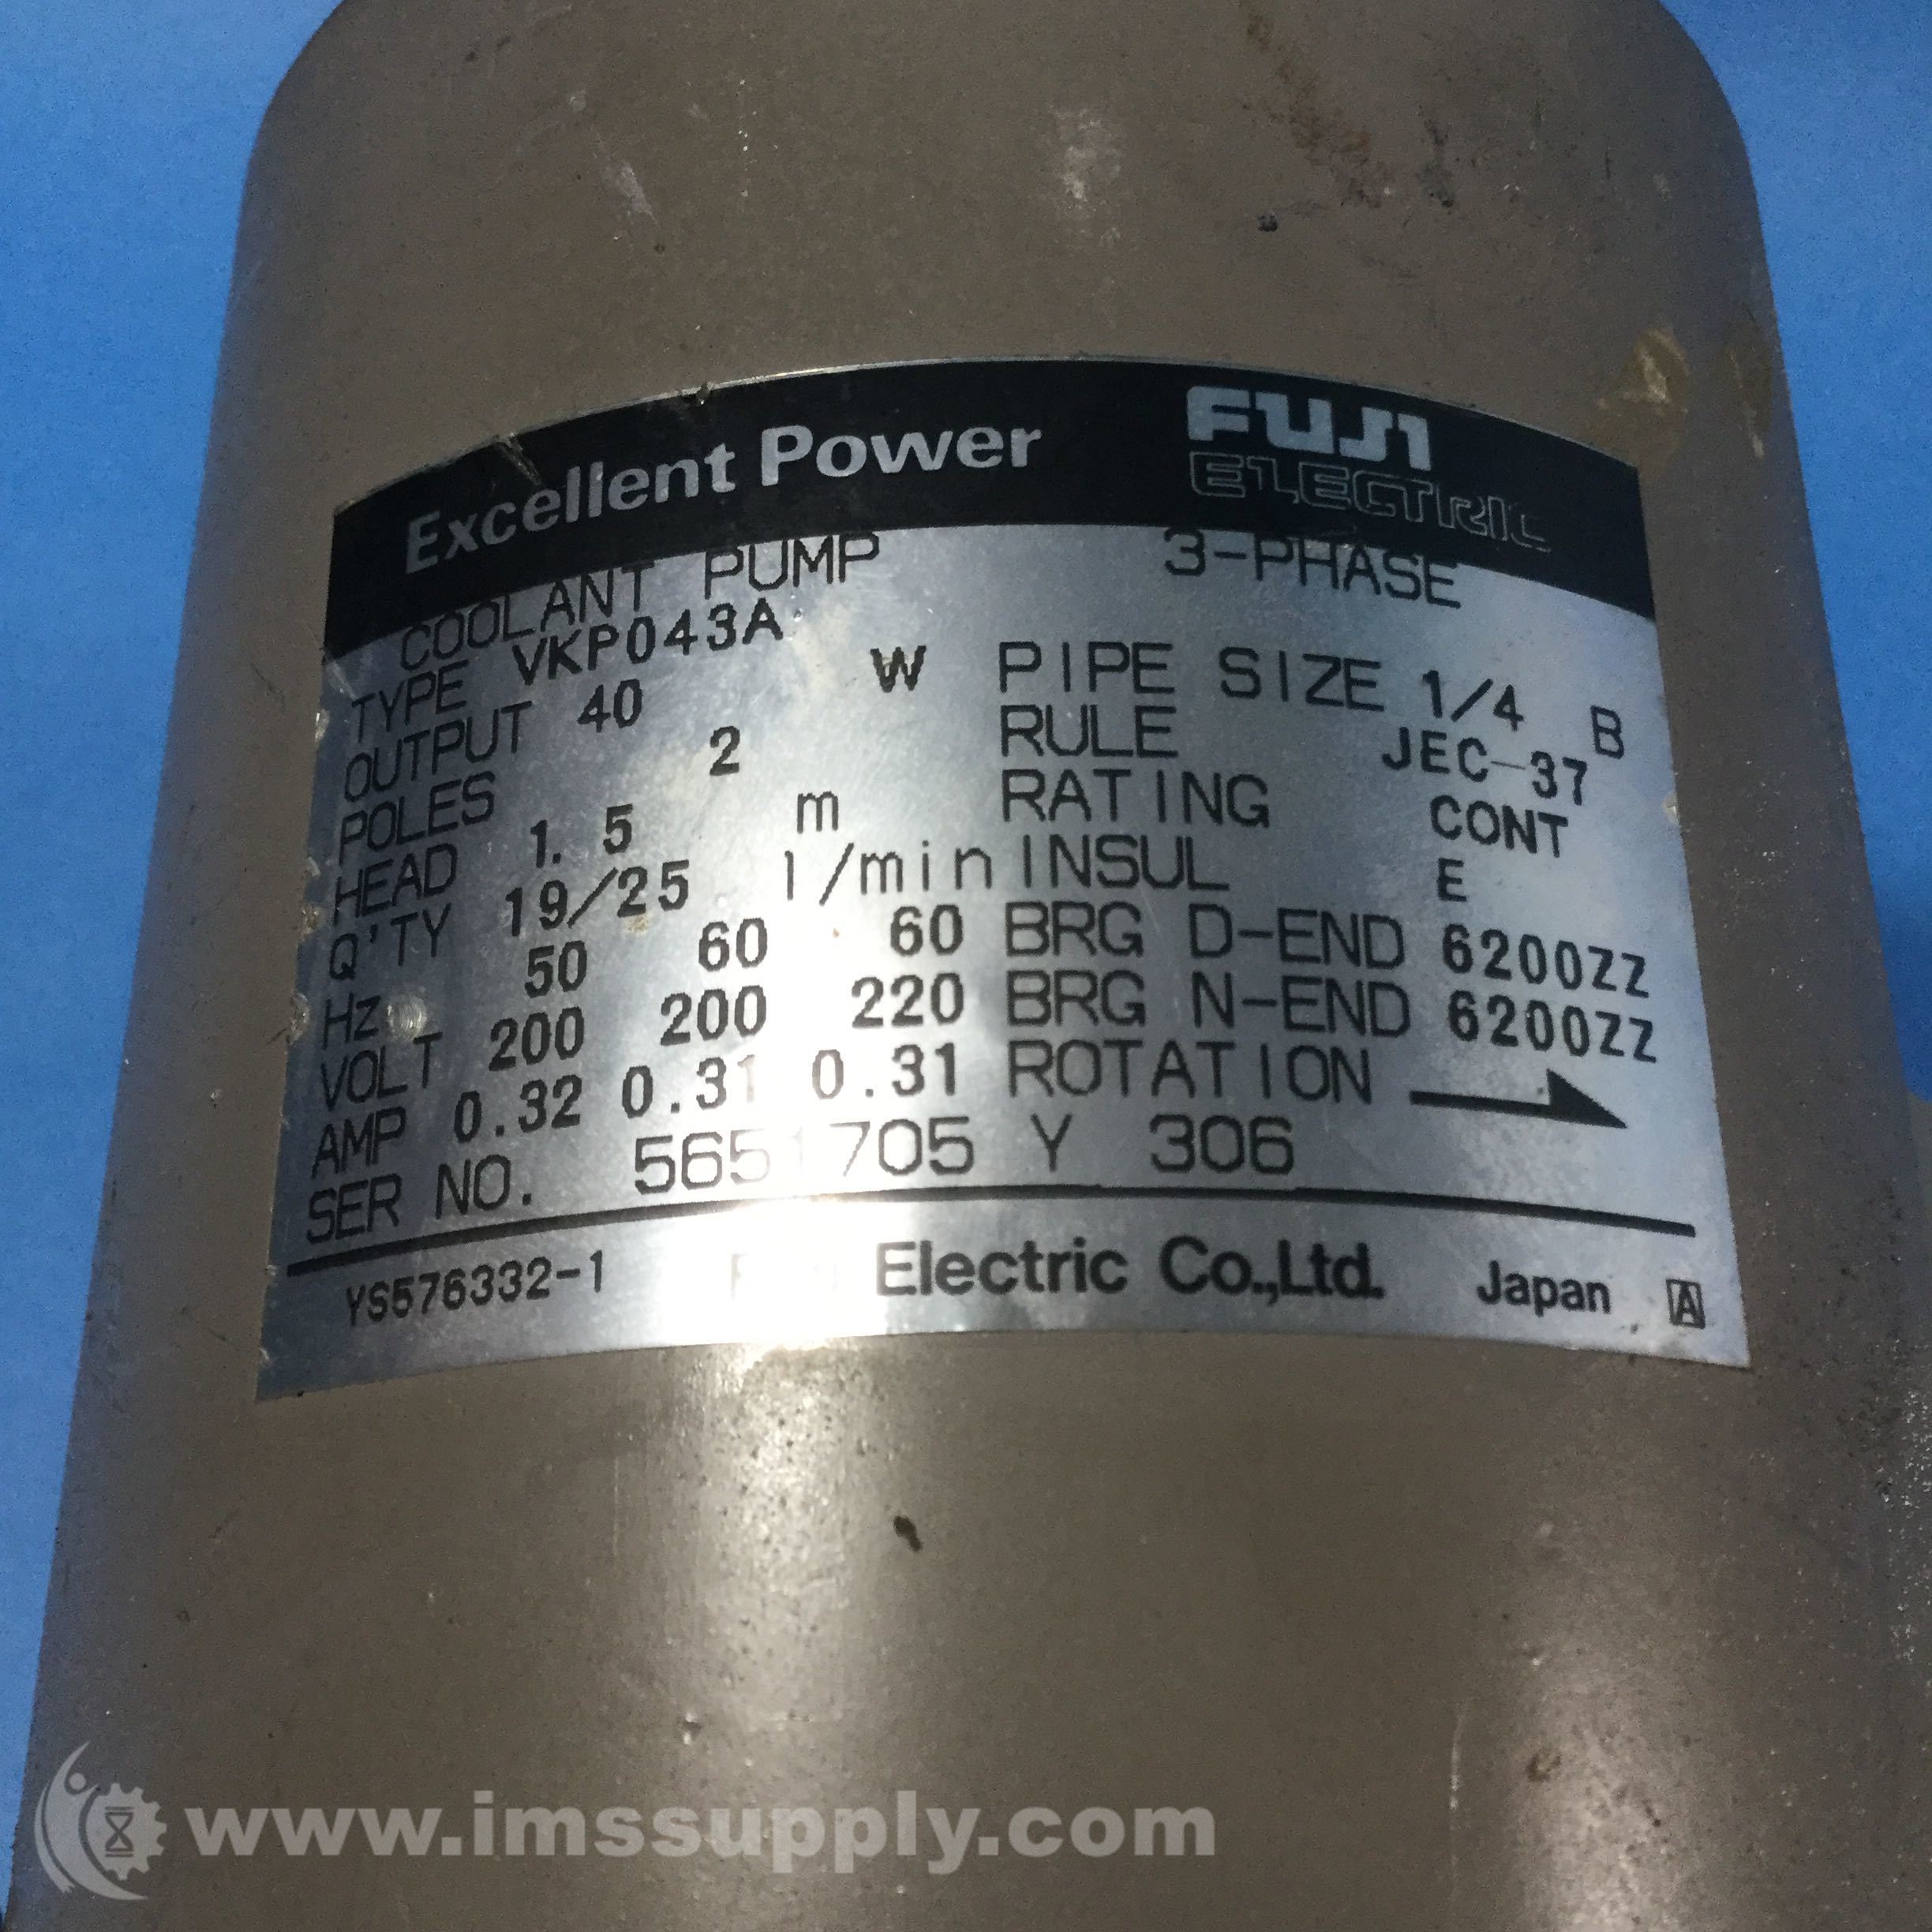 Excellent Power FUJI ELECTRIC
COOLANT PUMP 3-PHASE
TYPE VKP043A
OUTPUT 40 W PIPE SIZE 1/4 B
POLES 2 RULE JEC-37
HEAD 1.5 m RATING CONT
Q'TY 19/25 l/min INSUL E
Hz 50 60 60 BRG D-END 6200ZZ
VOLT 200 200 220 BRG N-END 6200ZZ
AMP 0.32 0.31 0.31 ROTATION
SER NO. 5651705 Y 306
YS576332-1 Electric Co.,Ltd. Japan A
www.imssupply.com